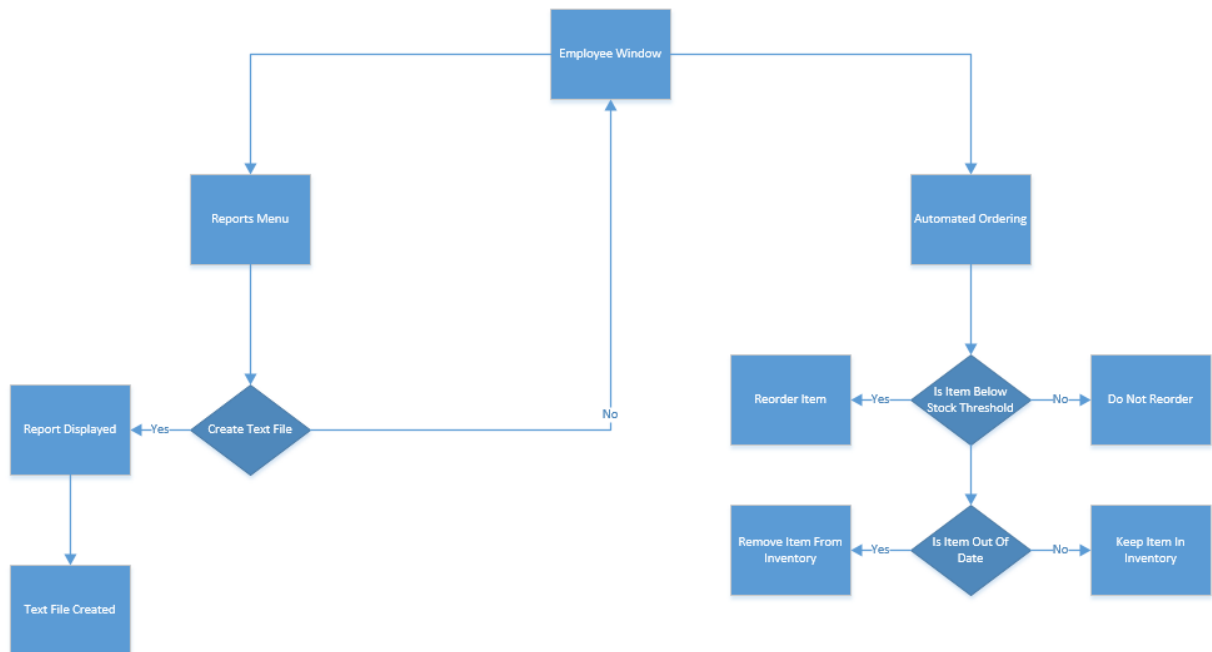 Employee Window
Reports Menu
Automated Ordering
Reorder Item
Yes
Is Item Below
Stock Threshold
No
Do Not Reorder
Report Displayed
Yes
Create Text File
No
Remove Item From
Inventory
Yes
Is Item Out Of
Date
No
Keep Item In
Inventory
Text File Created